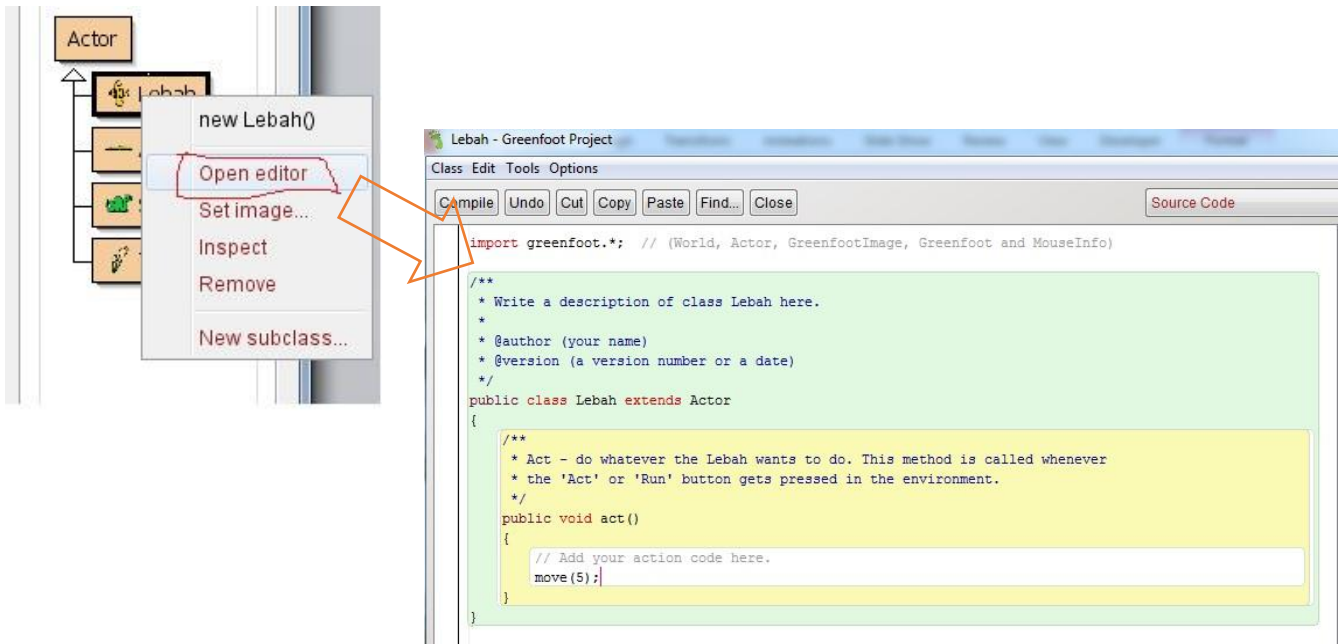 Actor
new Lebah()
Open editor
Set image...
Inspect
Remove
New subclass...
Lebah - Greenfoot Project
Class Edit Tools Options
Compile Undo Cut Copy Paste Find... Close Source Code
import greenfoot.*; // (World, Actor, GreenfootImage, Greenfoot and MouseInfo)
/**
* Write a description of class Lebah here.
*
* @author (your name)
* @version (a version number or a date)
*/
public class Lebah extends Actor
{
/**
* Act - do whatever the Lebah wants to do. This method is called whenever
* the 'Act' or 'Run' button gets pressed in the environment.
*/
public void act()
{
// Add your action code here.
move(5);
}
}